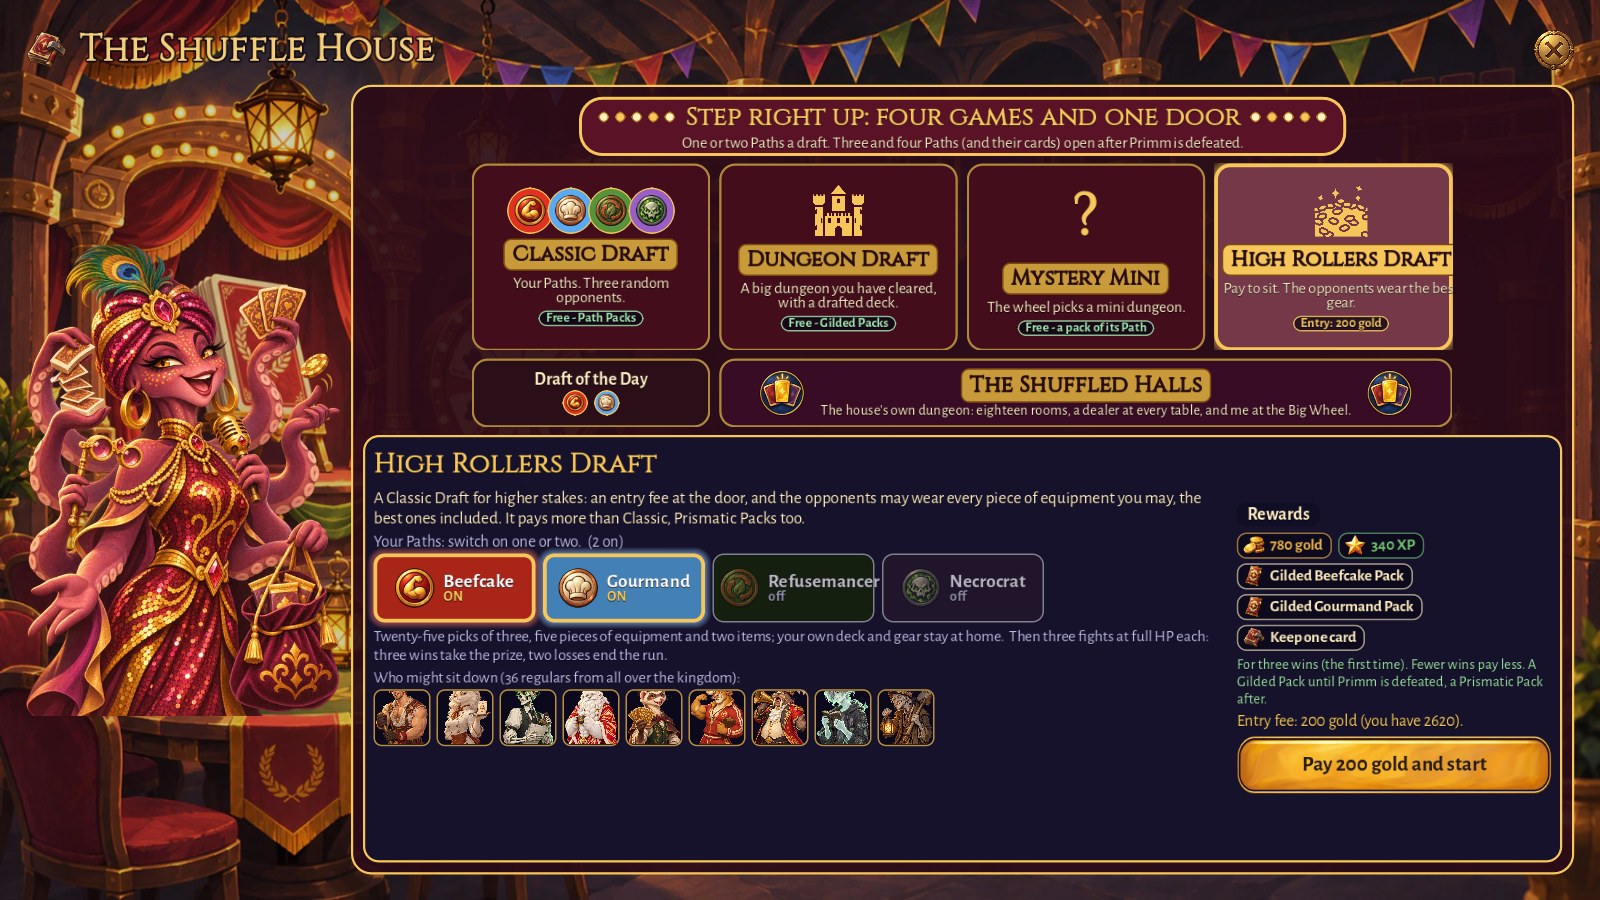 The Shuffle House
Step right up: four games and one door
One or two Paths a draft. Three and four Paths (and their cards) open after Primm is defeated.
Classic Draft
Your Paths. Three random
opponents.
Free - Path Packs
Dungeon Draft
A big dungeon you have cleared,
with a drafted deck.
Free - Gilded Packs
?
Mystery Mini
The wheel picks a mini dungeon.
Free - a pack of its Path
High Rollers Draft
Pay to sit. The opponents wear the bes
gear.
Entry: 200 gold
Draft of the Day
The Shuffled Halls
The house's own dungeon: eighteen rooms, a dealer at every table, and me at the Big Wheel.
High Rollers Draft
A Classic Draft for higher stakes: an entry fee at the door, and the opponents may wear every piece of equipment you may, the
best ones included. It pays more than Classic, Prismatic Packs too.
Your Paths: switch on one or two. (2 on)
Beefcake
ON
Gourmand
ON
Refusemancer
off
Necrocrat
off
Twenty-five picks of three, five pieces of equipment and two items; your own deck and gear stay at home. Then three fights at full HP each:
three wins take the prize, two losses end the run.
Who might sit down (36 regulars from all over the kingdom):
Rewards
780 gold
340 XP
Gilded Beefcake Pack
Gilded Gourmand Pack
Keep one card
For three wins (the first time). Fewer wins pay less. A
Gilded Pack until Primm is defeated, a Prismatic Pack
after.
Entry fee: 200 gold (you have 2620).
Pay 200 gold and start